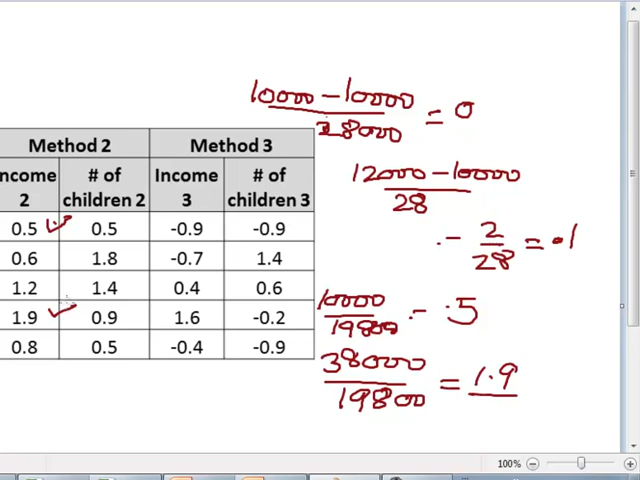 10000 - 10000 / 28000 = 0
Method 2 Method 3
Income 2 # of children 2 Income 3 # of children 3
0.5 0.5 -0.9 -0.9
0.6 1.8 -0.7 1.4
1.2 1.4 0.4 0.6
1.9 0.9 1.6 -0.2
0.8 0.5 -0.4 -0.9
12000 - 10000 / 28
- 2 / 28 = .1
10000 / 19800 - .5
38000 / 19800 = 1.9
100%